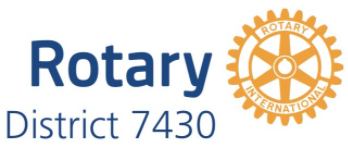 Rotary
District 7430
ROTARY
INTERNATIONAL